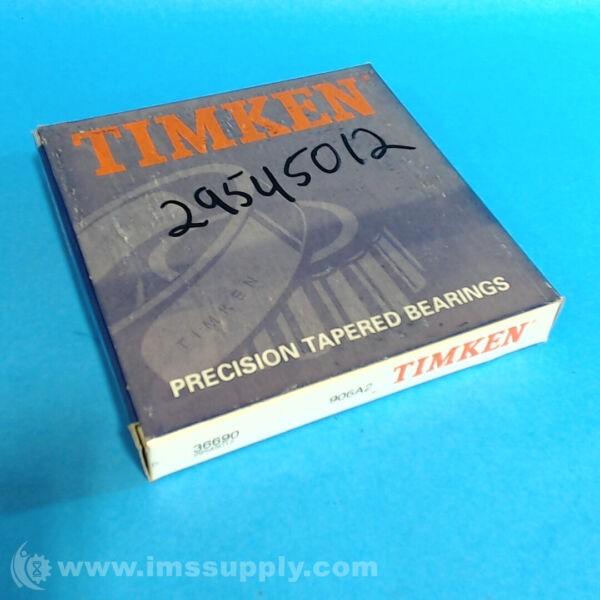 TIMKEN
29545012
TIMKEN
PRECISION TAPERED BEARINGS
36690 906A2 TIMKEN
www.imssupply.com